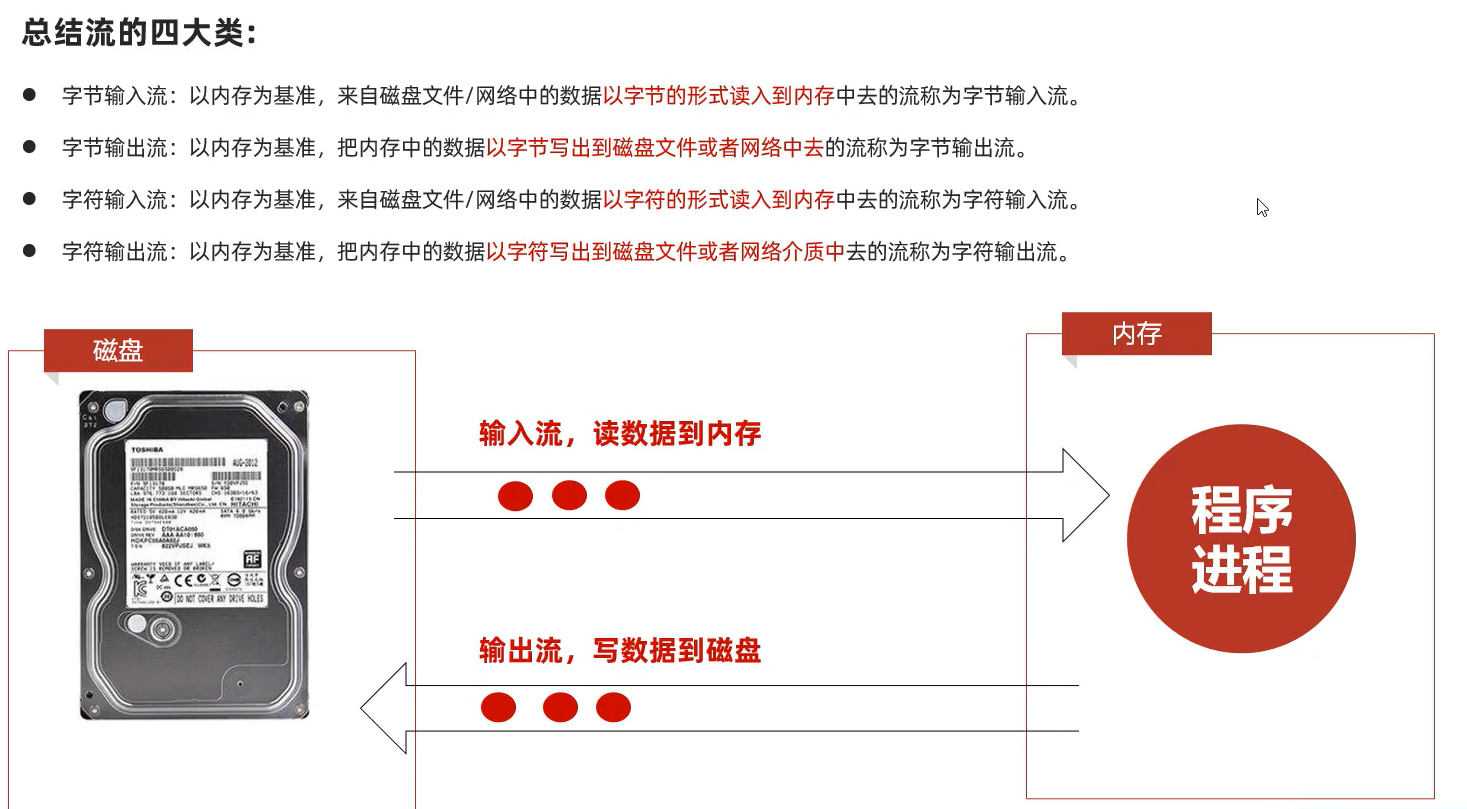 总结流的四大类：
● 字节输入流：以内存为基准，来自磁盘文件/网络中的数据以字节的形式读入到内存中去的流称为字节输入流。
● 字节输出流：以内存为基准，把内存中的数据以字节写出到磁盘文件或者网络中去的流称为字节输出流。
● 字符输入流：以内存为基准，来自磁盘文件/网络中的数据以字符的形式读入到内存中去的流称为字符输入流。
● 字符输出流：以内存为基准，把内存中的数据以字符写出到磁盘文件或者网络介质中去的流称为字符输出流。
磁盘
内存
TOSHIBA
AUG-2012
DO NOT COVER ANY DRIVE HOLES
输入流，读数据到内存
程序
进程
输出流，写数据到磁盘